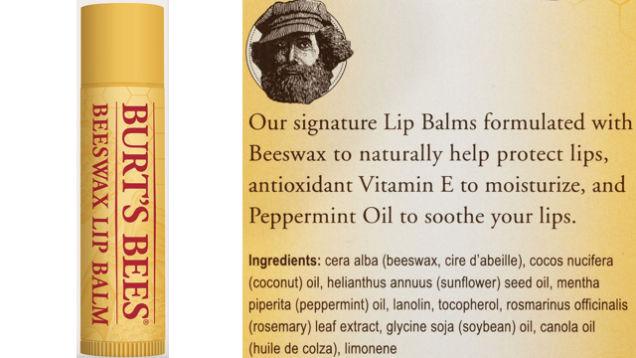 BURT'S BEES®
BEESWAX LIP BALM
Our signature Lip Balms formulated with
Beeswax to naturally help protect lips,
antioxidant Vitamin E to moisturize, and
Peppermint Oil to soothe your lips.
Ingredients: cera alba (beeswax, cire d'abeille), cocos nucifera
(coconut) oil, helianthus annuus (sunflower) seed oil, mentha
piperita (peppermint) oil, lanolin, tocopherol, rosmarinus officinalis
(rosemary) leaf extract, glycine soja (soybean) oil, canola oil
(huile de colza), limonene